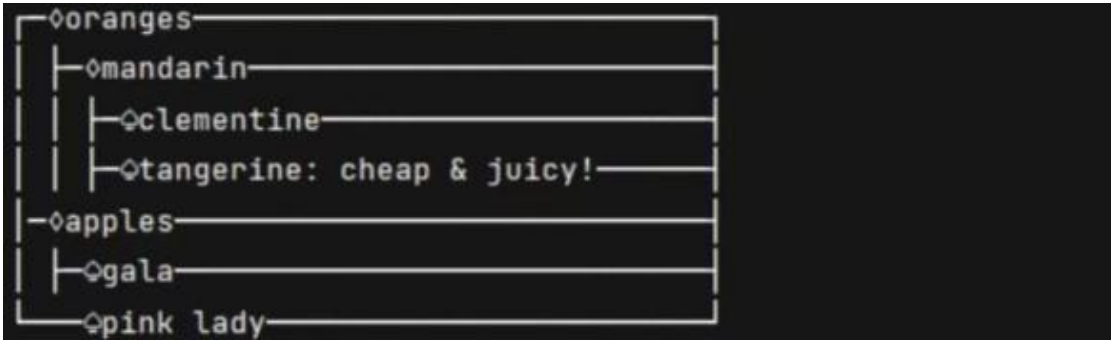 ┌─◊oranges───────────────────────────┐
│ ├─◊mandarin────────────────────────┤
│ │ ├─♤clementine────────────────────┤
│ │ ├─♤tangerine: cheap & juicy!─────┤
├─◊apples────────────────────────────┤
│ ├─♤gala────────────────────────────┤
└───♤pink lady───────────────────────┘